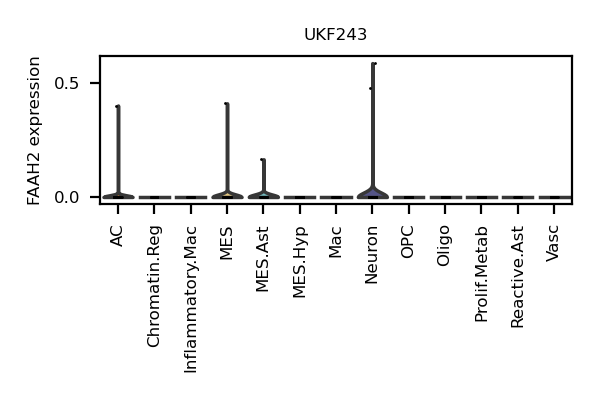 UKF243
FAAH2 expression
0.5
0.0
AC
Chromatin.Reg
Inflammatory.Mac
MES
MES.Ast
MES.Hyp
Mac
Neuron
OPC
Oligo
Prolif.Metab
Reactive.Ast
Vasc